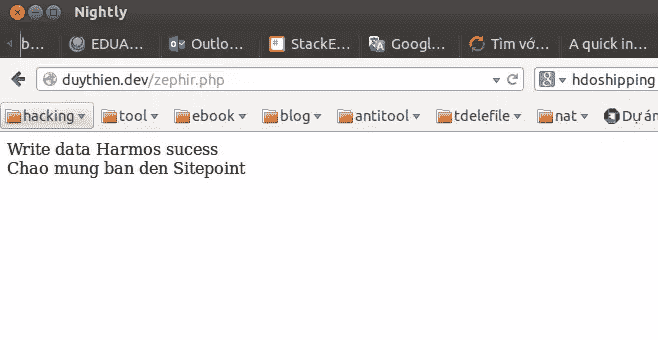 Nightly
b... EDUA... Outlo... StackE... Googl... Tìm vớ... A quick in...
duythien.dev/zephir.php hdoshipping
hacking tool ebook blog antitool tdelefile nat Dự án
Write data Harmos sucess
Chao mung ban den Sitepoint